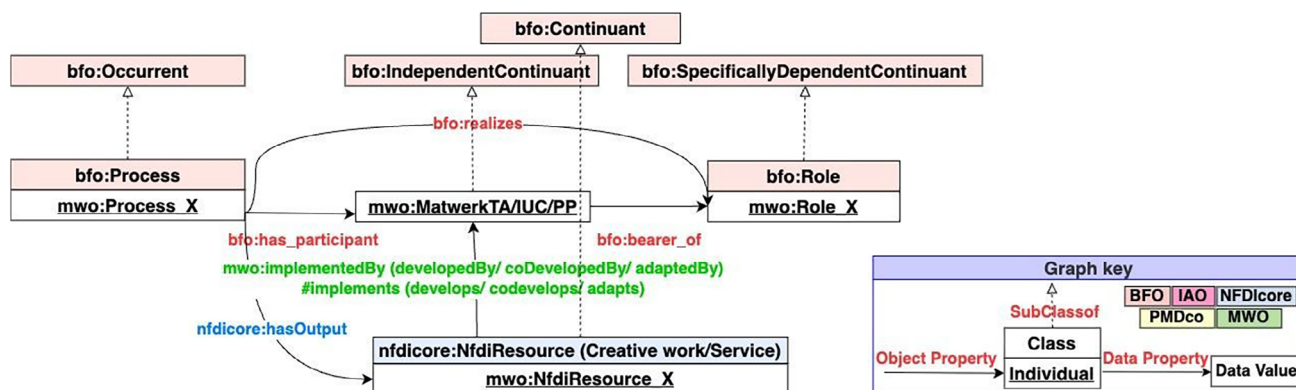 bfo:Continuant
bfo:Occurrent
bfo:IndependentContinuant
bfo:SpecificallyDependentContinuant
bfo:realizes
bfo:Process
mwo:Process_X
mwo:MatwerkTA/IUC/PP
bfo:Role
mwo:Role_X
bfo:has_participant
bfo:bearer_of
mwo:implementedBy (developedBy/ coDevelopedBy/ adaptedBy)
#implements (develops/ codevelops/ adapts)
nfdicore:hasOutput
nfdicore:NfdiResource (Creative work/Service)
mwo:NfdiResource_X
Graph key
BFO IAO NFDIcore
SubClassof
PMDco MWO
Class
Object Property
Individual
Data Property
Data Value